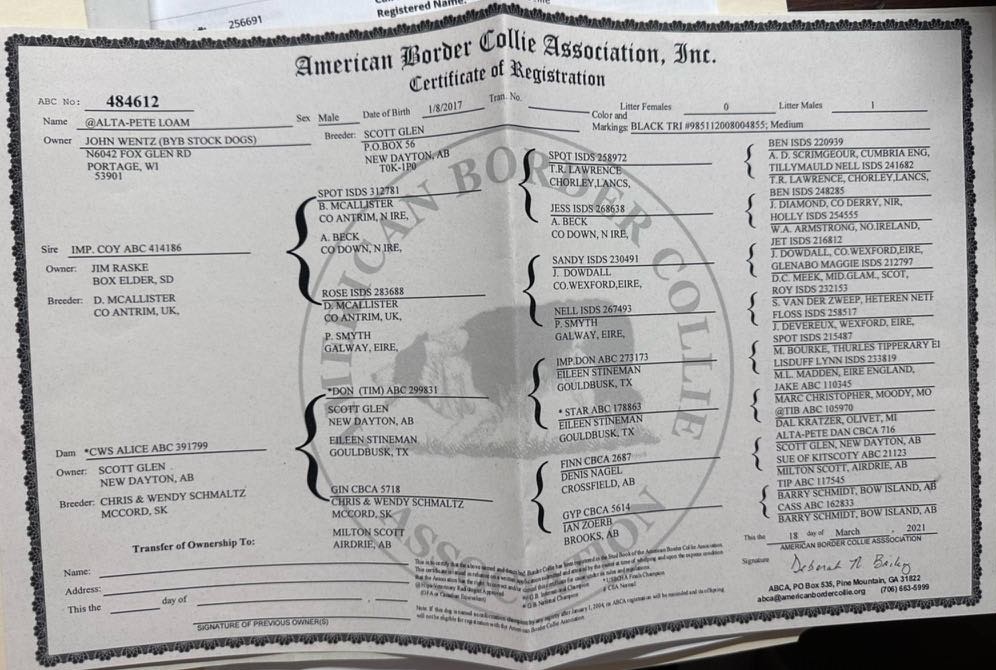 256691
Registered Name:
American Border Collie Association, Inc.
Certificate of Registration
ABC No: 484612
Name @ALTA-PETE LOAM
Sex Male
Date of Birth 1/8/2017
Tran. No.
Color and
Markings: BLACK TRI #985112008004855; Medium
Litter Females 0
Litter Males 1
Owner JOHN WENTZ (BYB STOCK DOGS)
N6042 FOX GLEN RD
PORTAGE, WI
53901
Breeder: SCOTT GLEN
P.O.BOX 56
NEW DAYTON, AB
T0K-1P0
Sire IMP. COY ABC 414186
Owner: JIM RASKE
BOX ELDER, SD
Breeder: D. MCALLISTER
CO ANTRIM, UK,
Dam *CWS ALICE ABC 391799
Owner: SCOTT GLEN
NEW DAYTON, AB
Breeder: CHRIS & WENDY SCHMALTZ
MCCORD, SK
SPOT ISDS 312781
B. MCALLISTER
CO ANTRIM, N IRE,
A. BECK
CO DOWN, N IRE,
ROSE ISDS 283688
D. MCALLISTER
CO ANTRIM, UK,
P. SMYTH
GALWAY, EIRE,
*DON (TIM) ABC 299831
SCOTT GLEN
NEW DAYTON, AB
EILEEN STINEMAN
GOULDBUSK, TX
GIN CBCA 5718
CHRIS & WENDY SCHMALTZ
MCCORD, SK
MILTON SCOTT
AIRDRIE, AB
SPOT ISDS 258972
T.R. LAWRENCE
CHORLEY,LANCS,
JESS ISDS 268638
A. BECK
CO DOWN, N IRE,
SANDY ISDS 230491
J. DOWDALL
CO.WEXFORD,EIRE,
NELL ISDS 267493
P. SMYTH
GALWAY, EIRE,
IMP.DON ABC 273173
EILEEN STINEMAN
GOULDBUSK, TX
* STAR ABC 178863
EILEEN STINEMAN
GOULDBUSK, TX
FINN CBCA 2687
DENIS NAGEL
CROSSFIELD, AB
GYP CBCA 5614
IAN ZOERB
BROOKS, AB
BEN ISDS 220939
A. D. SCRIMGEOUR, CUMBRIA ENG,
TILLYMAULD NELL ISDS 241682
T.R. LAWRENCE, CHORLEY,LANCS,
BEN ISDS 248285
J. DIAMOND, CO DERRY, NIR,
HOLLY ISDS 254555
W.A. ARMSTRONG, NO.IRELAND,
JET ISDS 216812
J. DOWDALL, CO.WEXFORD,EIRE,
GLENABO MAGGIE ISDS 212797
D.C. MEEK, MID.GLAM., SCOT,
ROY ISDS 232153
S. VAN DER ZWEEP, HETEREN NETH
FLOSS ISDS 258517
J. DEVEREUX, WEXFORD, EIRE,
SPOT ISDS 215487
M. BOURKE, THURLES TIPPERARY EI
LISDUFF LYNN ISDS 233819
M.L. MADDEN, EIRE ENGLAND,
JAKE ABC 110345
MARC CHRISTOPHER, MOODY, MO
@TIB ABC 105970
DAL KRATZER, OLIVET, MI
ALTA-PETE DAN CBCA 716
SCOTT GLEN, NEW DAYTON, AB
SUE OF KITSCOTY ABC 21123
MILTON SCOTT, AIRDRIE, AB
TIP ABC 117545
BARRY SCHMIDT, BOW ISLAND, AB
CASS ABC 162833
BARRY SCHMIDT, BOW ISLAND, AB
AMERICAN BORDER COLLIE
ASSOCIATION
Transfer of Ownership To:
Name:
Address:
This the day of , .
SIGNATURE OF PREVIOUS OWNER(S)
This the 18 day of March , 2021
AMERICAN BORDER COLLIE ASSSOCIATION
Signature Deborah N. Bailey
ABCA, PO Box 535, Pine Mountain, GA 31822
abca@americanbordercollie.org (706) 663-5999